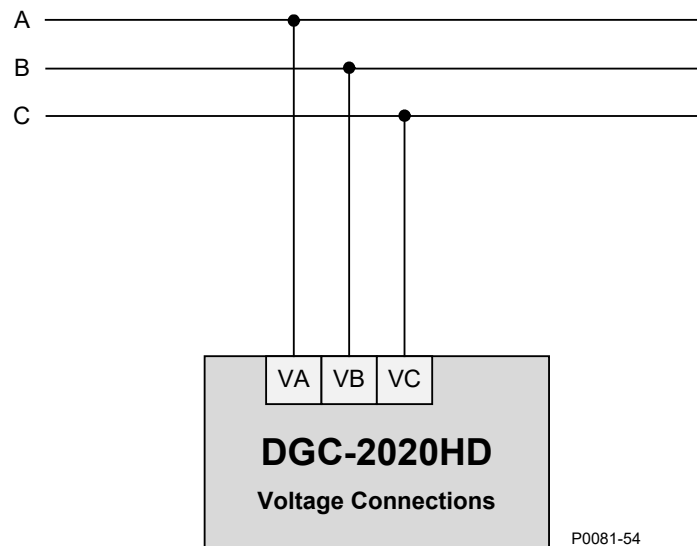 A
B
C
VA VB VC
DGC-2020HD
Voltage Connections
P0081-54